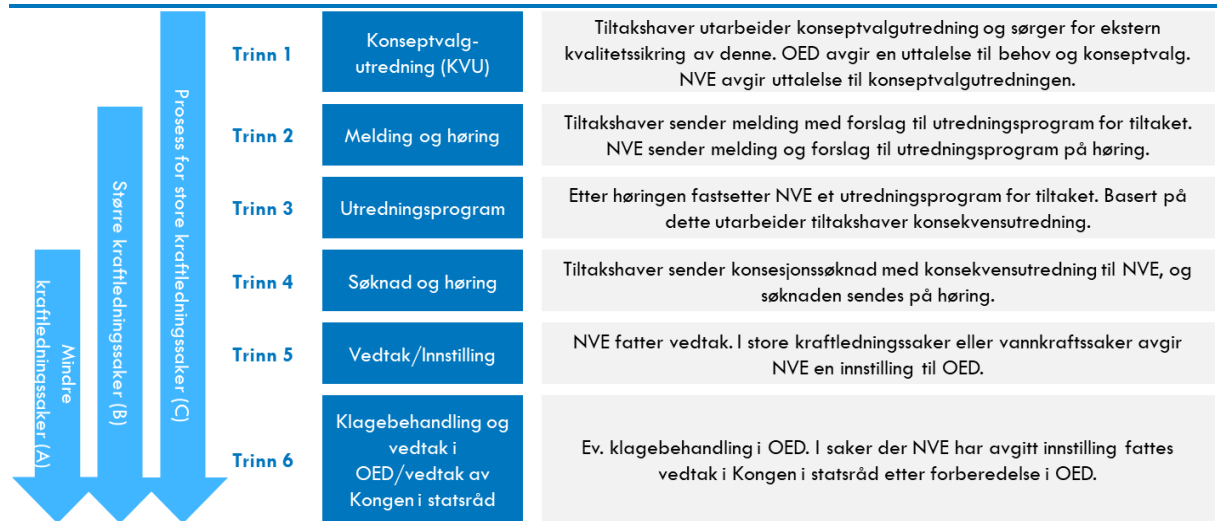 Mindre
kraftledningssaker (A)
Større kraftledningssaker (B)
Prosess for store kraftledningssaker (C)
Trinn 1
Konseptvalg-
utredning (KVU)
Tiltakshaver utarbeider konseptvalgutredning og sørger for ekstern
kvalitetssikring av denne. OED avgir en uttalelse til behov og konseptvalg.
NVE avgir uttalelse til konseptvalgutredningen.
Trinn 2
Melding og høring
Tiltakshaver sender melding med forslag til utredningsprogram for tiltaket.
NVE sender melding og forslag til utredningsprogram på høring.
Trinn 3
Utredningsprogram
Etter høringen fastsetter NVE et utredningsprogram for tiltaket. Basert på
dette utarbeider tiltakshaver konsekvensutredning.
Trinn 4
Søknad og høring
Tiltakshaver sender konsesjonssøknad med konsekvensutredning til NVE, og
søknaden sendes på høring.
Trinn 5
Vedtak/Innstilling
NVE fatter vedtak. I store kraftledningssaker eller vannkraftssaker avgir
NVE en innstilling til OED.
Trinn 6
Klagebehandling og
vedtak i
OED/vedtak av
Kongen i statsråd
Ev. klagebehandling i OED. I saker der NVE har avgitt innstilling fattes
vedtak i Kongen i statsråd etter forberedelse i OED.